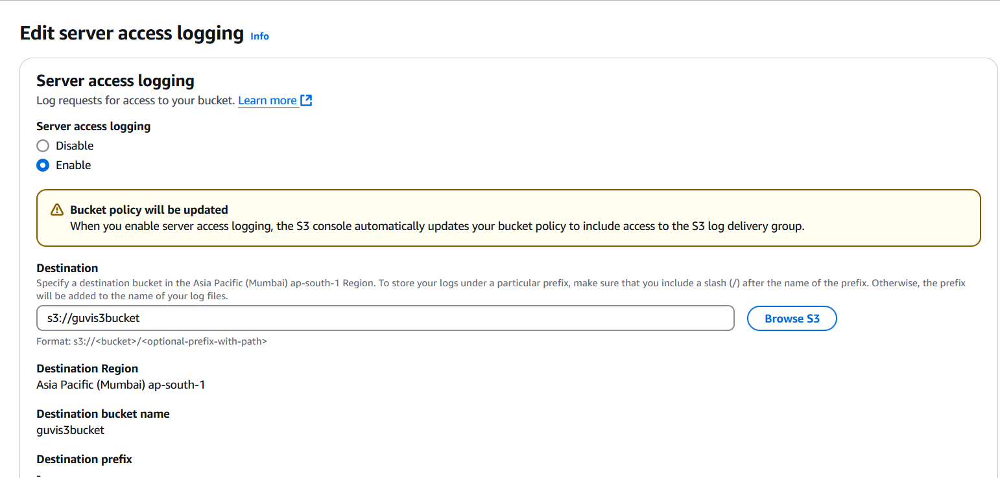 Edit server access logging Info
Server access logging
Log requests for access to your bucket. Learn more
Server access logging
Disable
Enable
Bucket policy will be updated
When you enable server access logging, the S3 console automatically updates your bucket policy to include access to the S3 log delivery group.
Destination
Specify a destination bucket in the Asia Pacific (Mumbai) ap-south-1 Region. To store your logs under a particular prefix, make sure that you include a slash (/) after the name of the prefix. Otherwise, the prefix
will be added to the name of your log files.
s3://guvis3bucket
Browse S3
Format: s3://<bucket>/<optional-prefix-with-path>
Destination Region
Asia Pacific (Mumbai) ap-south-1
Destination bucket name
guvis3bucket
Destination prefix
-